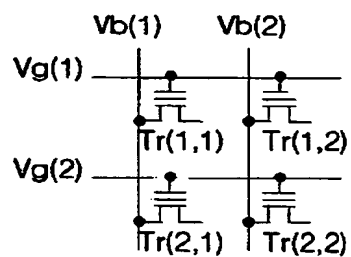 Vb(1) Vb(2)
Vg(1)
Tr(1,1) Tr(1,2)
Vg(2)
Tr(2,1) Tr(2,2)